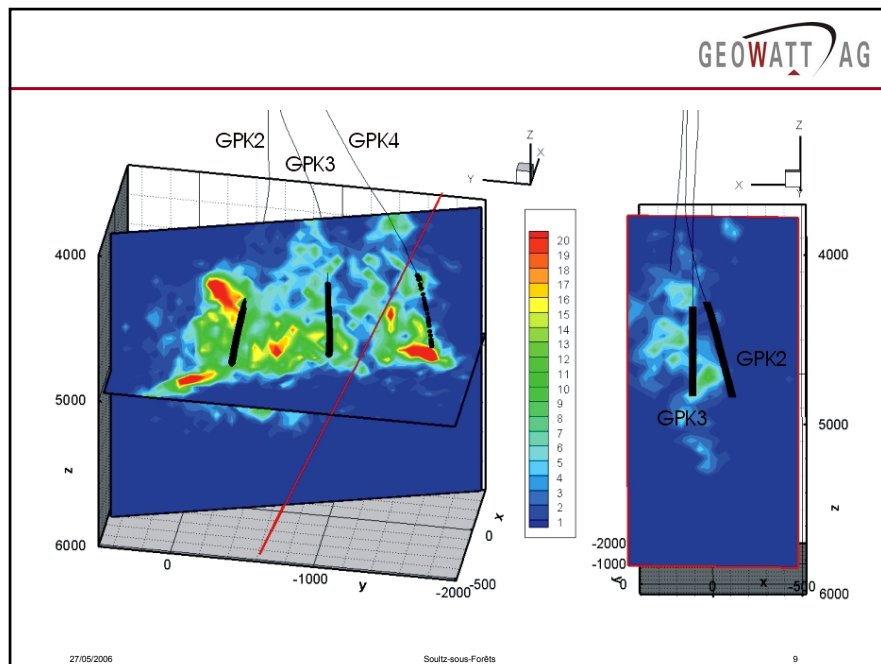 GEOWATT AG
GPK2
GPK3
GPK4
Z
X
Y
4000
5000
6000
z
0
-1000
-2000
y
-500
0
x
20
19
18
17
16
15
14
13
12
11
10
9
8
7
6
5
4
3
2
1
Z
X
Y
4000
5000
6000
z
GPK2
GPK3
-2000
-1000
0
y
0
x
-500
27/05/2006
Soultz-sous-Forêts
9